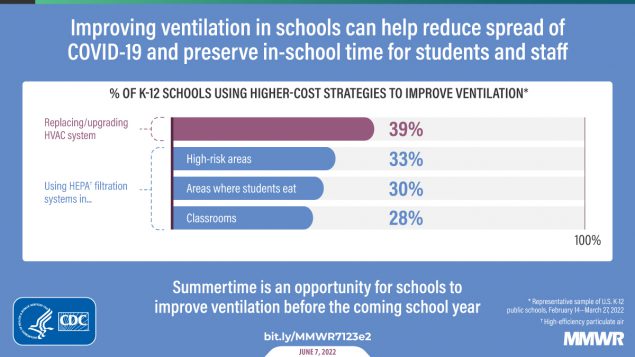 Improving ventilation in schools can help reduce spread of
COVID-19 and preserve in-school time for students and staff
% OF K-12 SCHOOLS USING HIGHER-COST STRATEGIES TO IMPROVE VENTILATION*
Replacing/upgrading
HVAC system
39%
Using HEPA† filtration
systems in...
High-risk areas
33%
Areas where students eat
30%
Classrooms
28%
100%
Summertime is an opportunity for schools to
improve ventilation before the coming school year
bit.ly/MMWR7123e2
JUNE 7, 2022
CDC
* Representative sample of U.S. K-12
public schools, February 14—March 27, 2022
† High-efficiency particulate air
MMWR